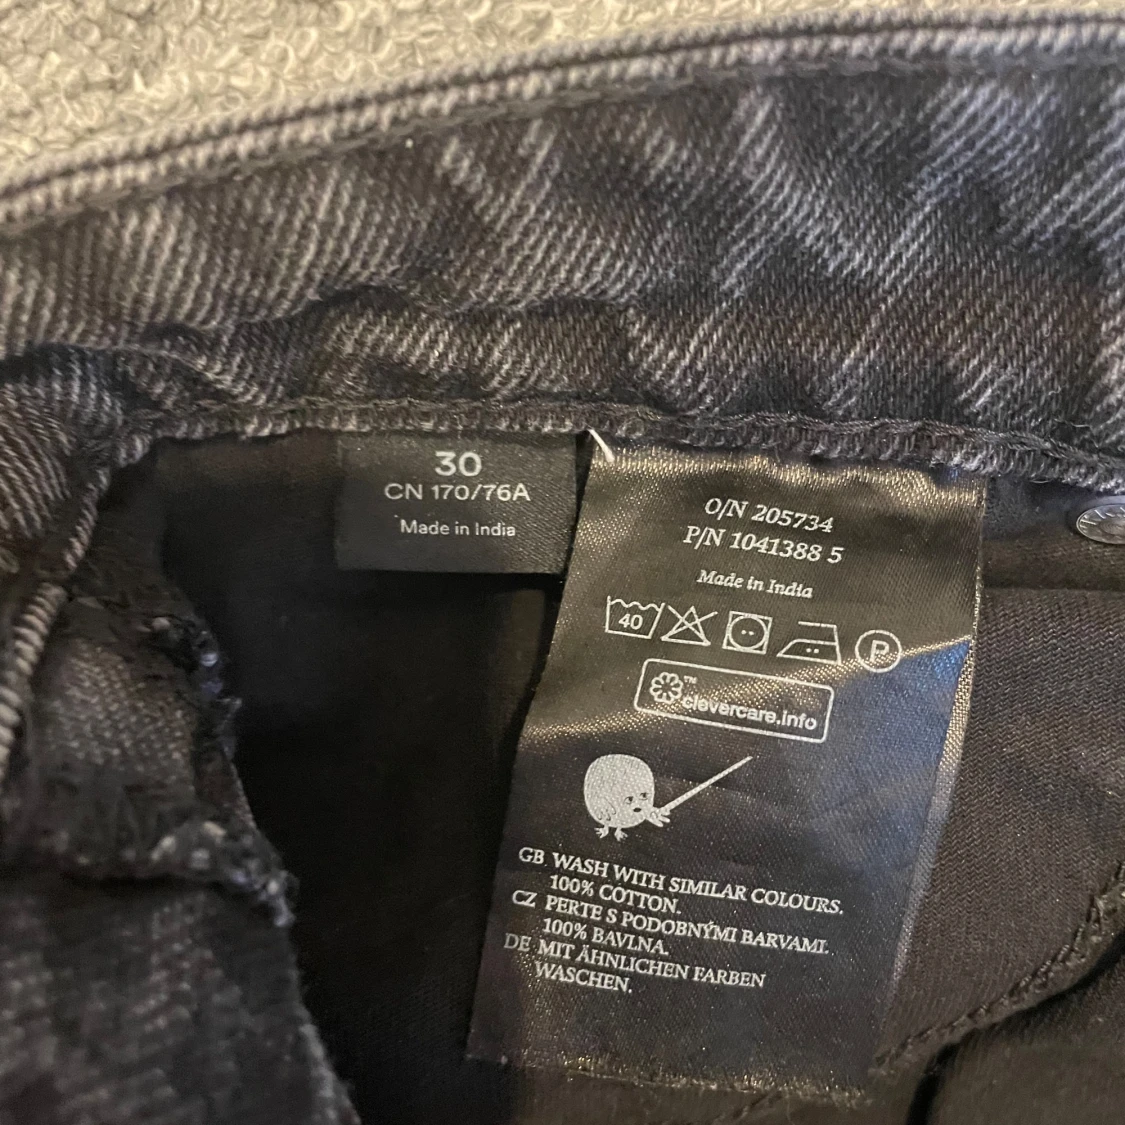 30
CN 170/76A
Made in India
O/N 205734
P/N 1041388 5
Made in India
40
P
clevercare.info
TM
GB WASH WITH SIMILAR COLOURS.
100% COTTON.
CZ PERTE S PODOBNÝMI BARVAMI.
100% BAVLNA.
DE MIT ÄHNLICHEN FARBEN
WASCHEN.